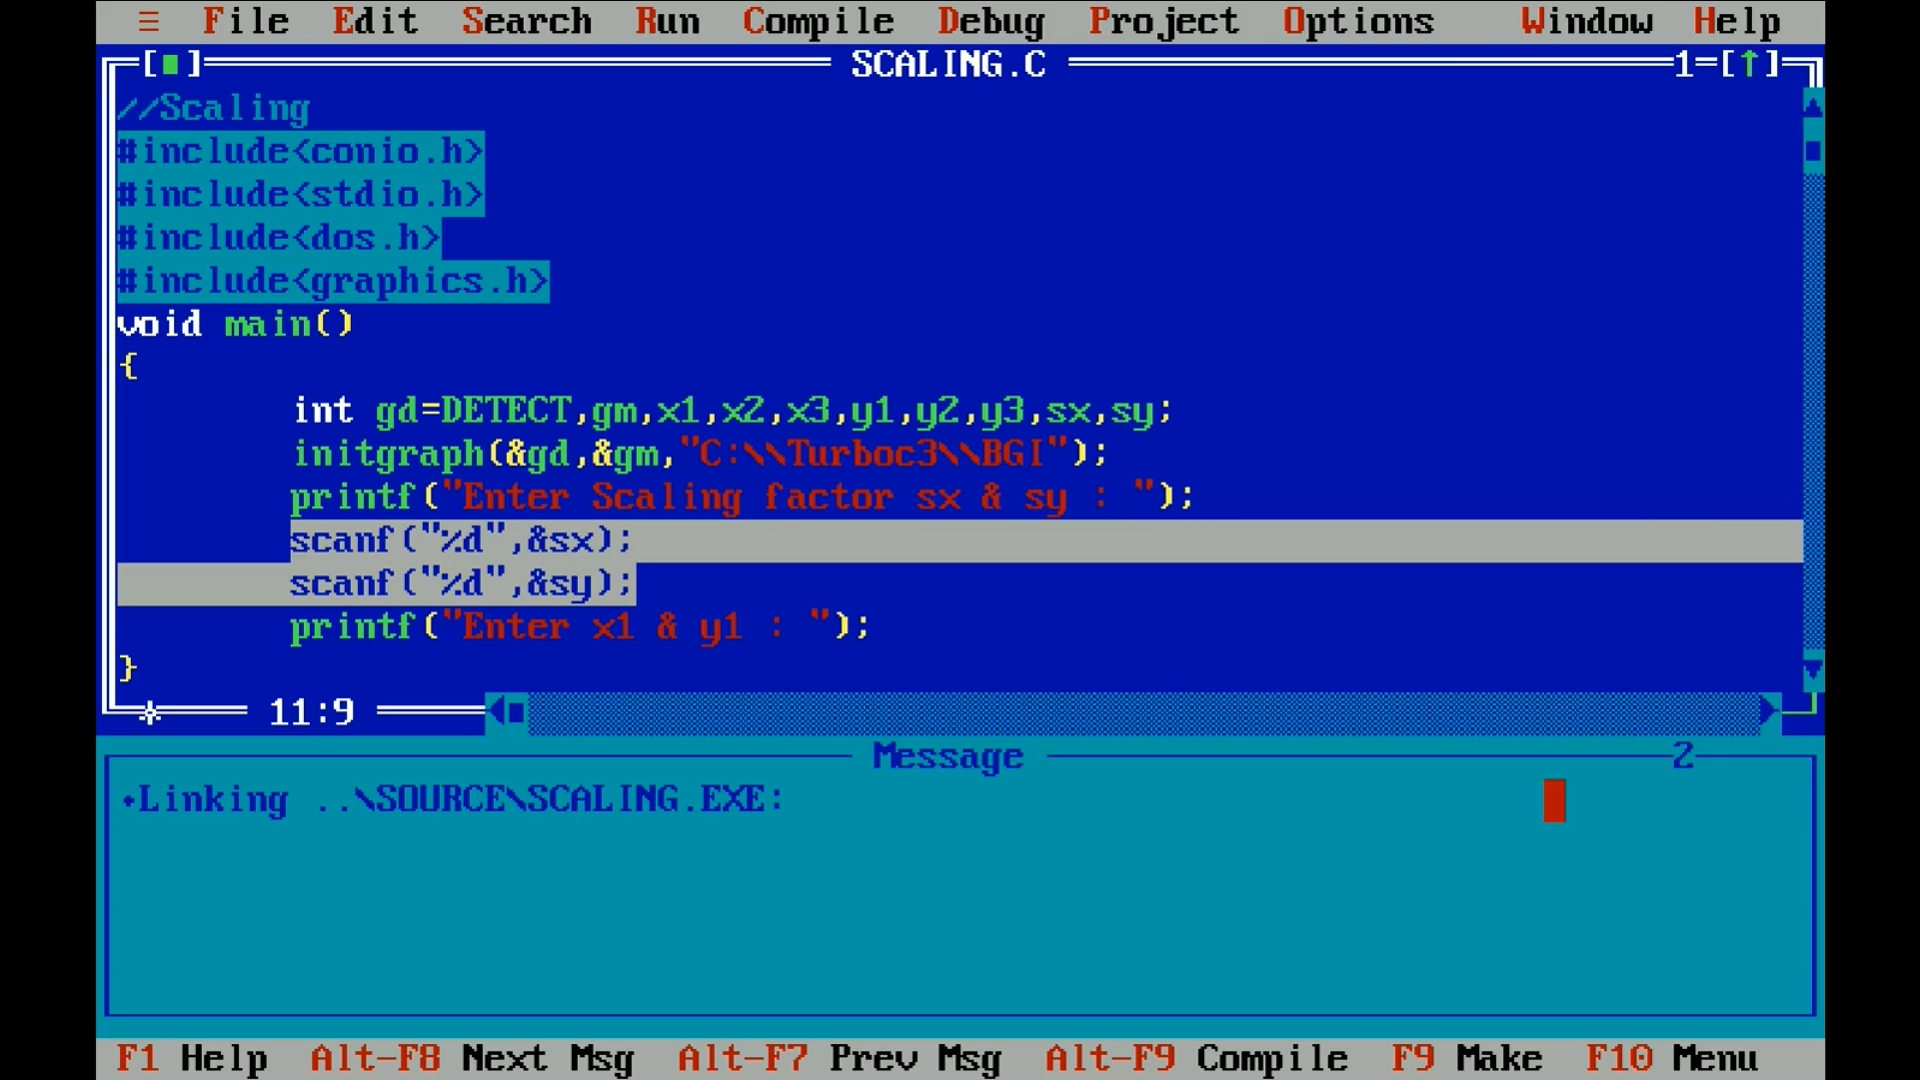 ≡ File Edit Search Run Compile Debug Project Options Window Help
[■] SCALING.C 1=[↑]
//Scaling
#include<conio.h>
#include<stdio.h>
#include<dos.h>
#include<graphics.h>
void main()
{
int gd=DETECT,gm,x1,x2,x3,y1,y2,y3,sx,sy;
initgraph(&gd,&gm,"C:\\Turboc3\\BGI");
printf("Enter Scaling factor sx & sy : ");
scanf("%d",&sx);
scanf("%d",&sy);
printf("Enter x1 & y1 : ");
}
11:9
Message 2
•Linking ..\SOURCE\SCALING.EXE:
F1 Help Alt-F8 Next Msg Alt-F7 Prev Msg Alt-F9 Compile F9 Make F10 Menu